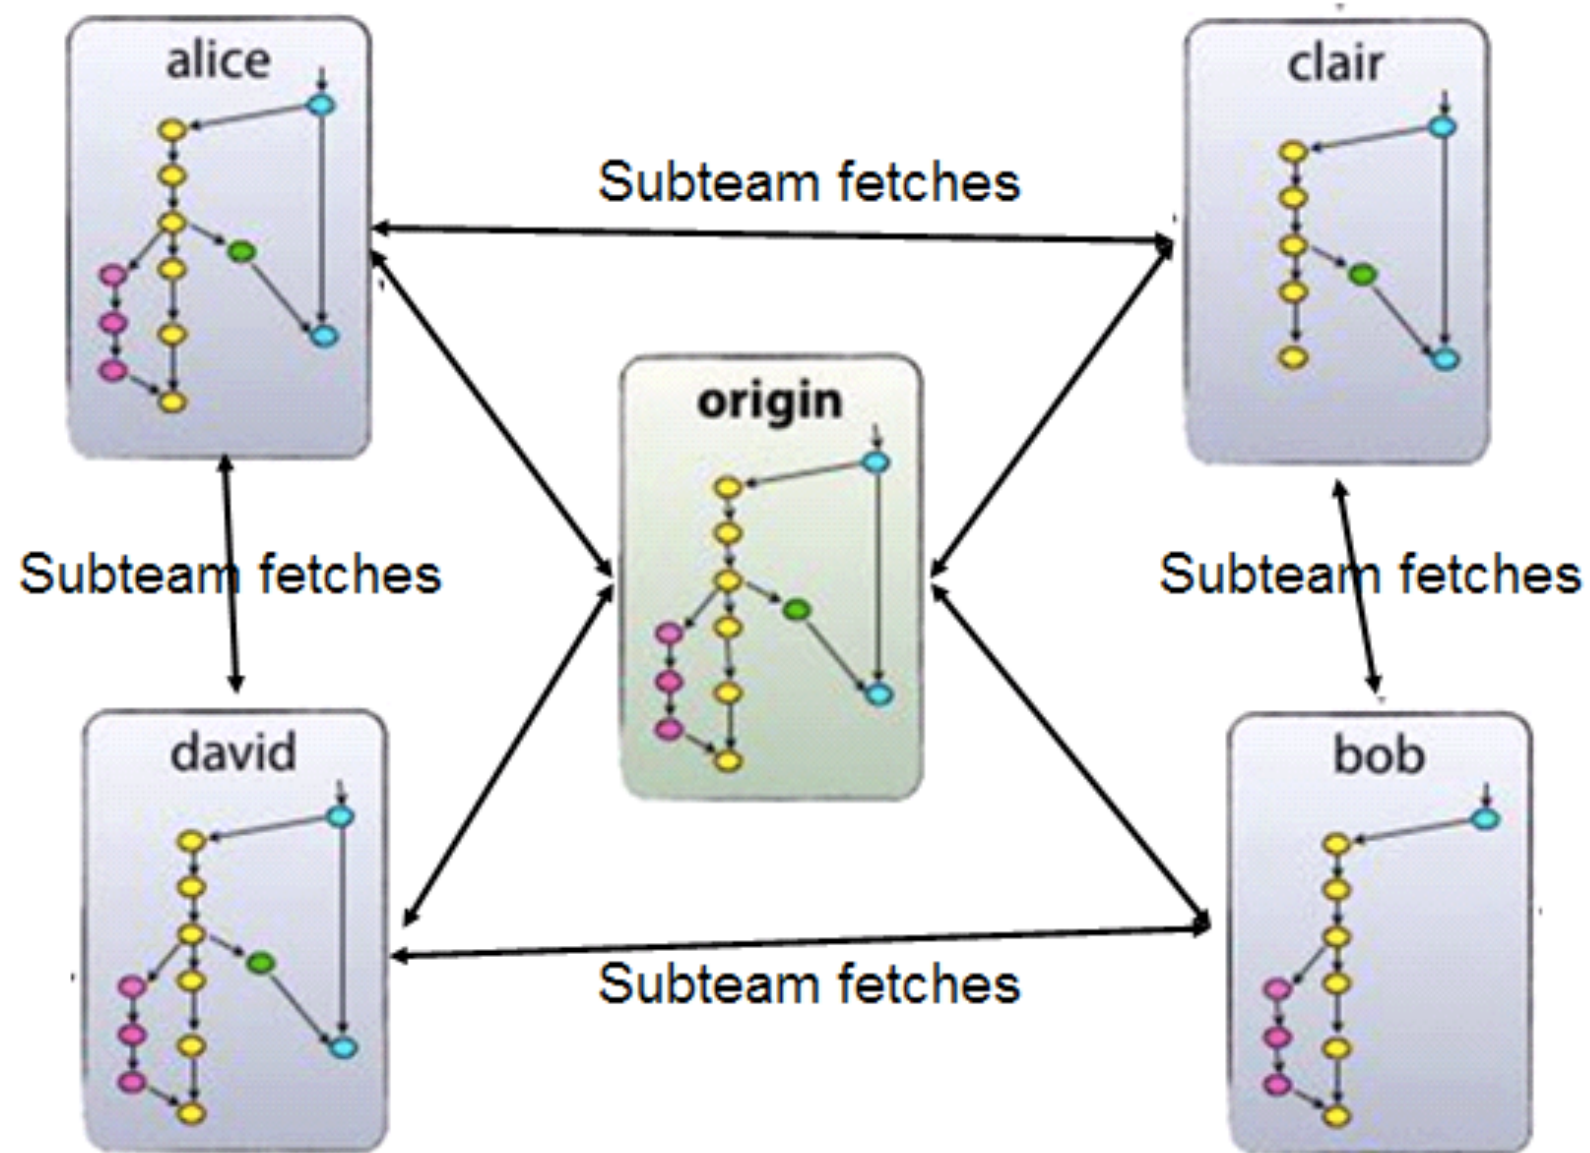 alice
clair
Subteam fetches
origin
Subteam fetches
Subteam fetches
david
bob
Subteam fetches